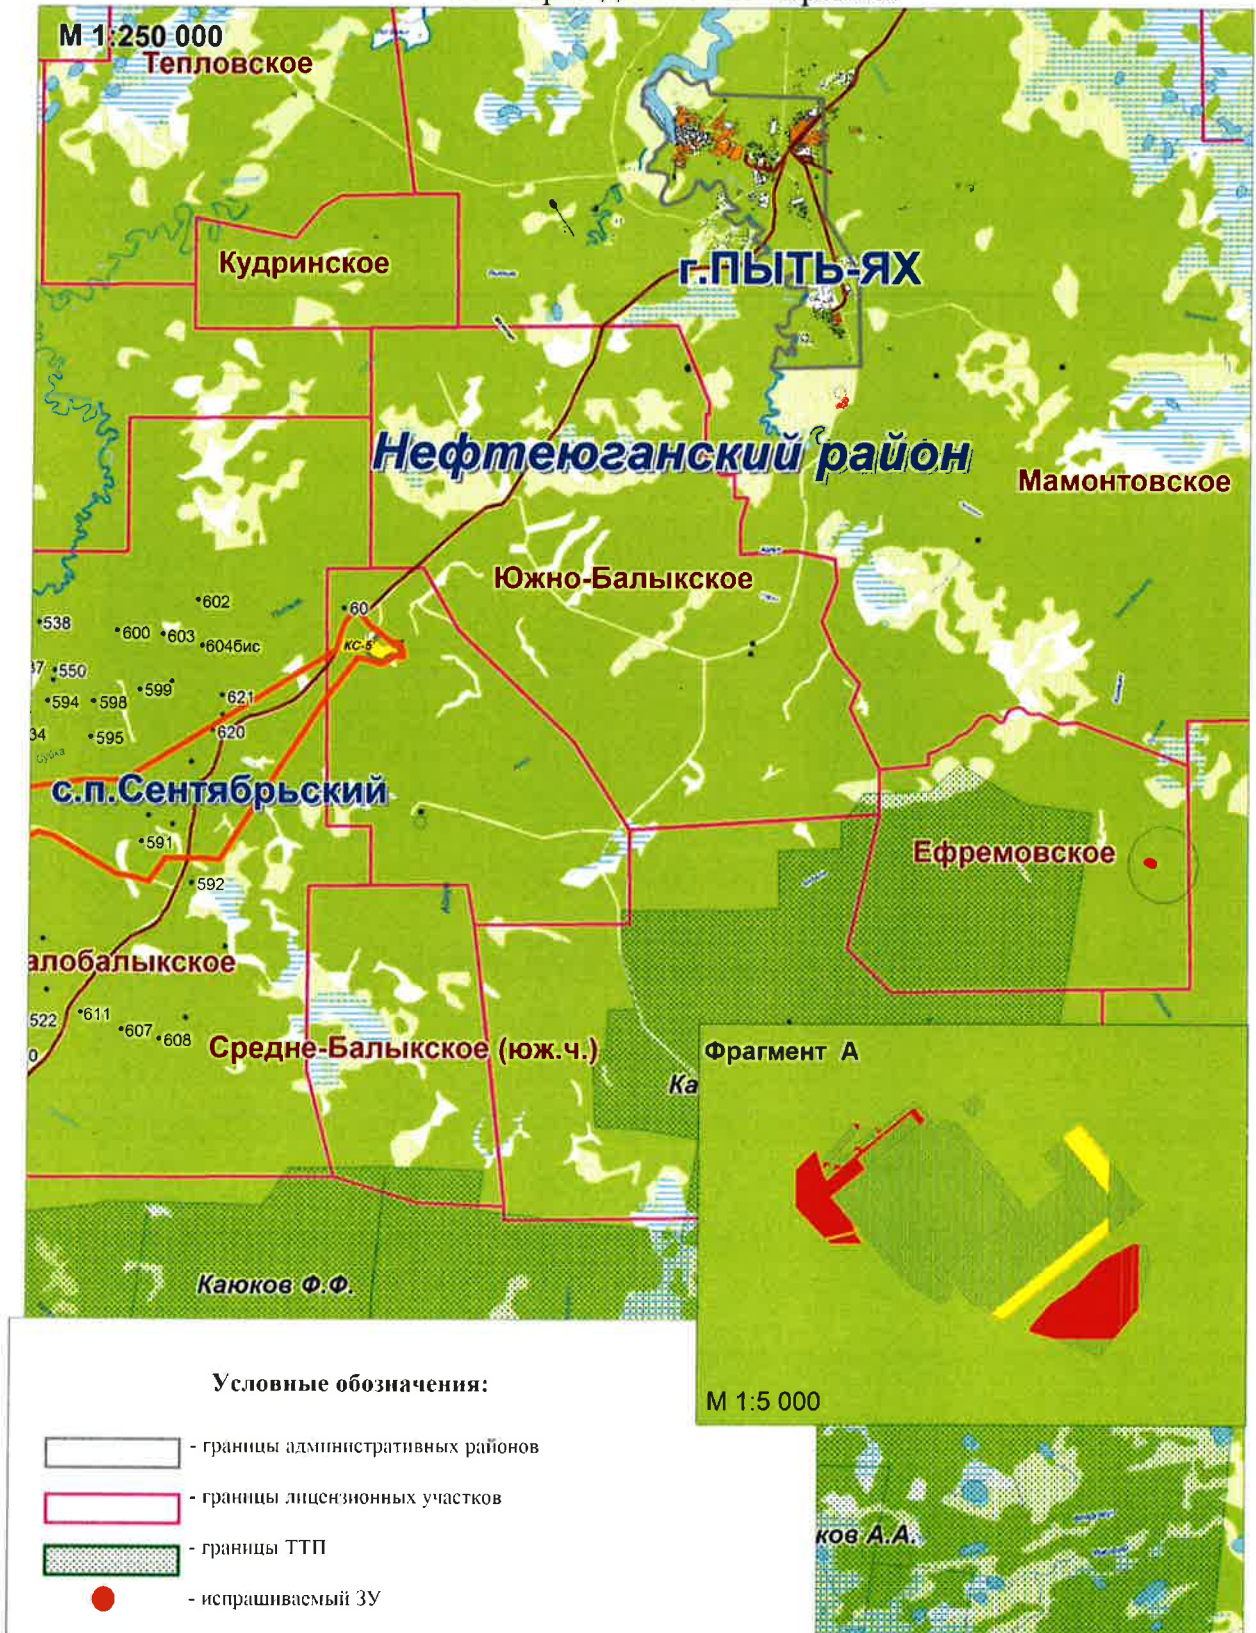 М 1:250 000
Тепловское
Кудринское
г.ПЫТЬ-ЯХ
Нефтеюганский район
Мамонтовское
Южно-Балыкское
602
60
538
600
603
604бис
КС-5
37
550
599
621
594
598
34
595
620
с.п.Сентябрьский
591
Ефремовское
592
алобалыкское
522
611
607
608
0
Средне-Балыкское (юж.ч.)
Ка
Фрагмент А
Каюков Ф.Ф.
М 1:5 000
Условные обозначения:
- границы административных районов
- границы лицензионных участков
- границы ТТП
- испрашиваемый ЗУ
ков А.А.